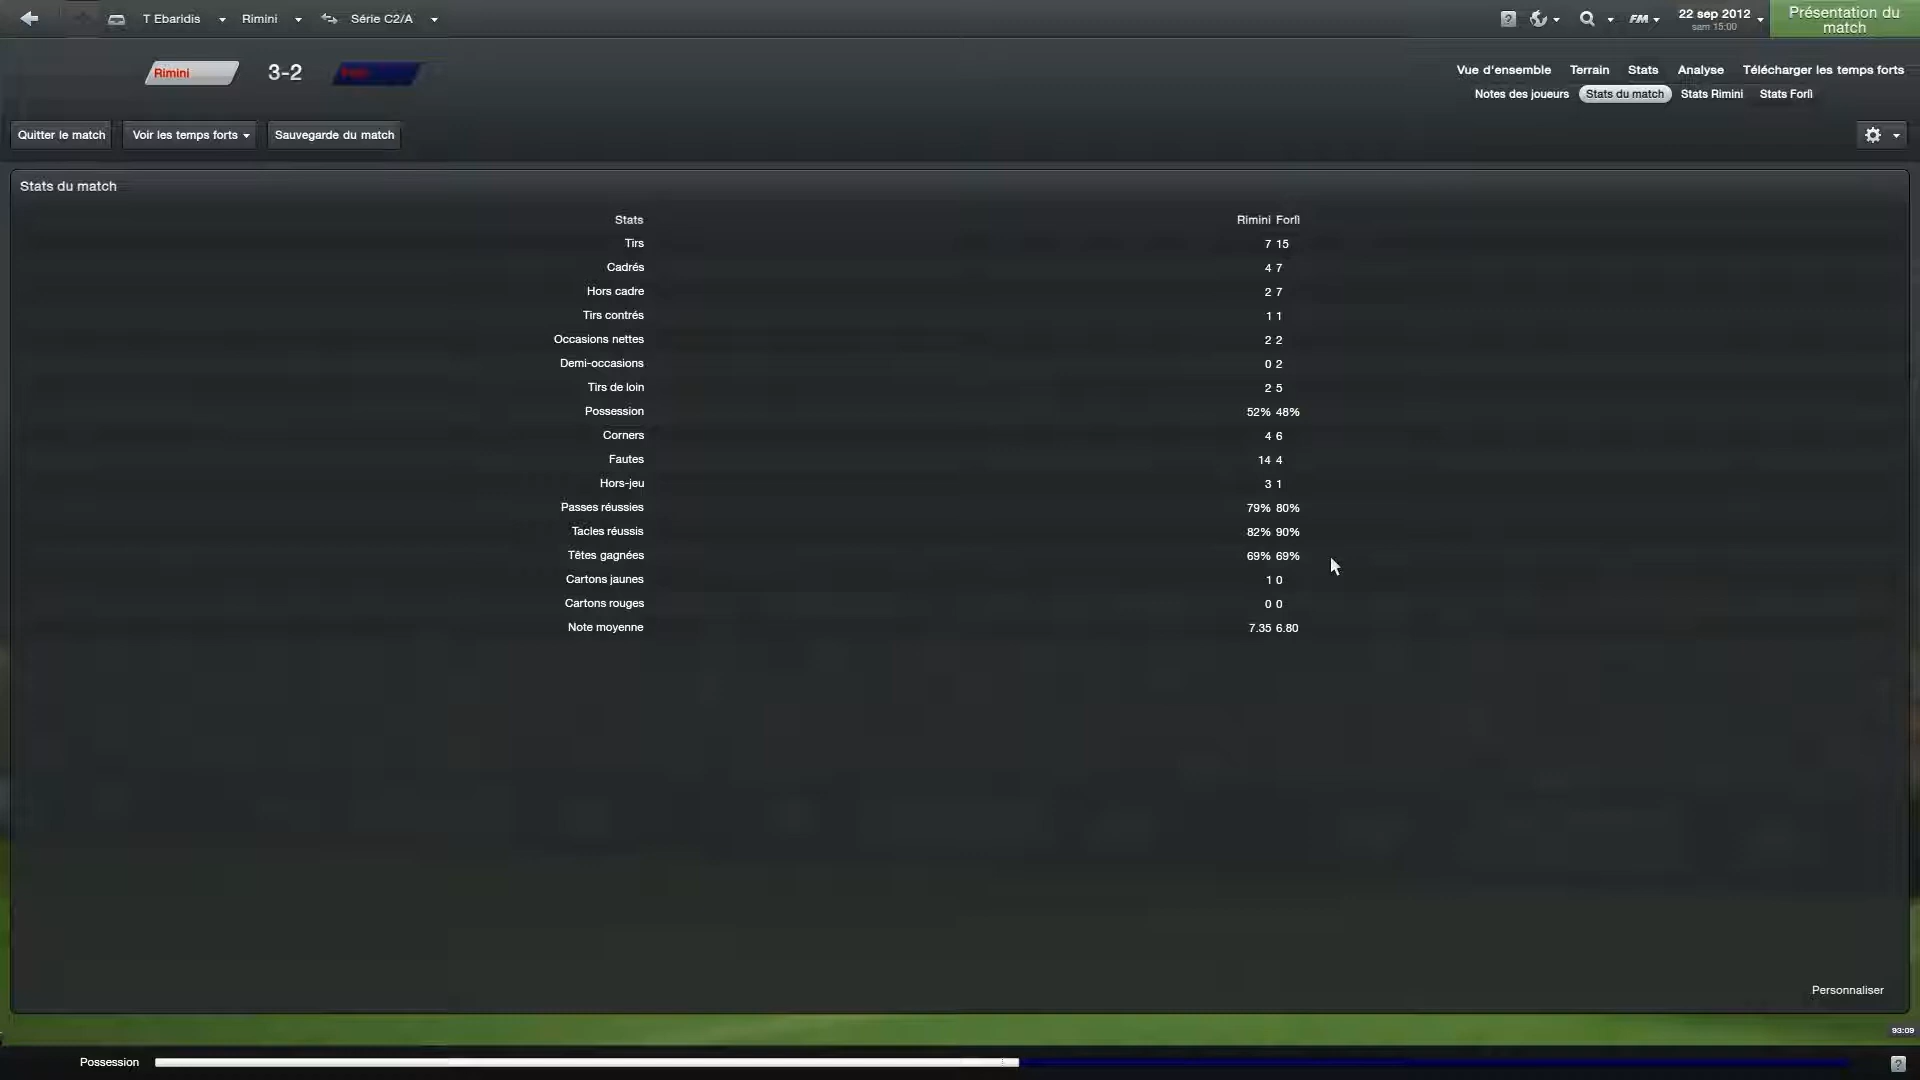 T Ebaridis Rimini Série C2/A
FM 22 sep 2012
sam 15:00
Présentation du
match
Rimini 3-2
Vue d'ensemble Terrain Stats Analyse Télécharger les temps forts
Notes des joueurs Stats du match Stats Rimini Stats Forlì
Quitter le match Voir les temps forts Sauvegarde du match
Stats du match
Stats Rimini Forlì
Tirs 7 15
Cadrés 4 7
Hors cadre 2 7
Tirs contrés 1 1
Occasions nettes 2 2
Demi-occasions 0 2
Tirs de loin 2 5
Possession 52% 48%
Corners 4 6
Fautes 14 4
Hors-jeu 3 1
Passes réussies 79% 80%
Tacles réussis 82% 90%
Têtes gagnées 69% 69%
Cartons jaunes 1 0
Cartons rouges 0 0
Note moyenne 7.35 6.80
Personnaliser
93:09
Possession